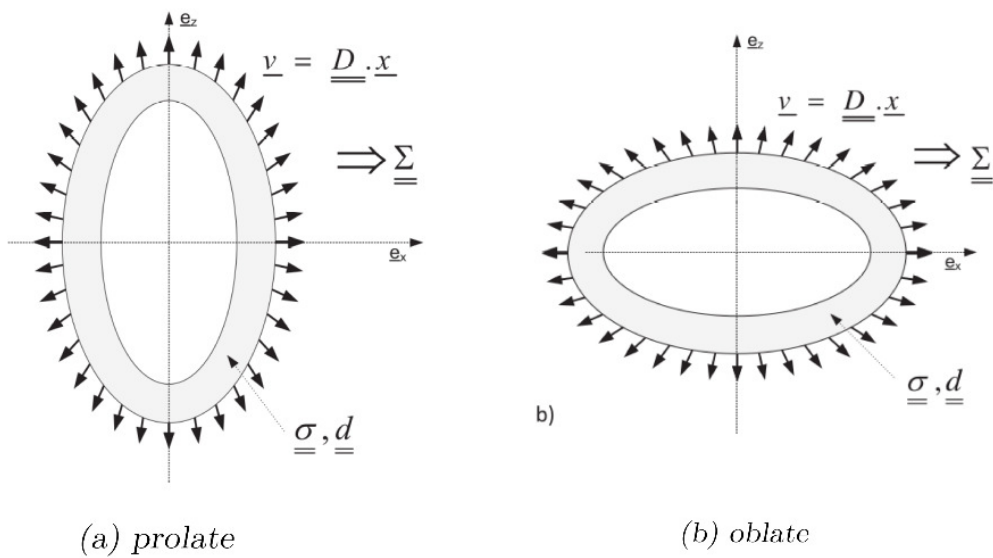 e_z
v = D . x
⇒ Σ
e_x
σ , d
(a) prolate
e_z
v = D . x
⇒ Σ
e_x
σ , d
b)
(b) oblate